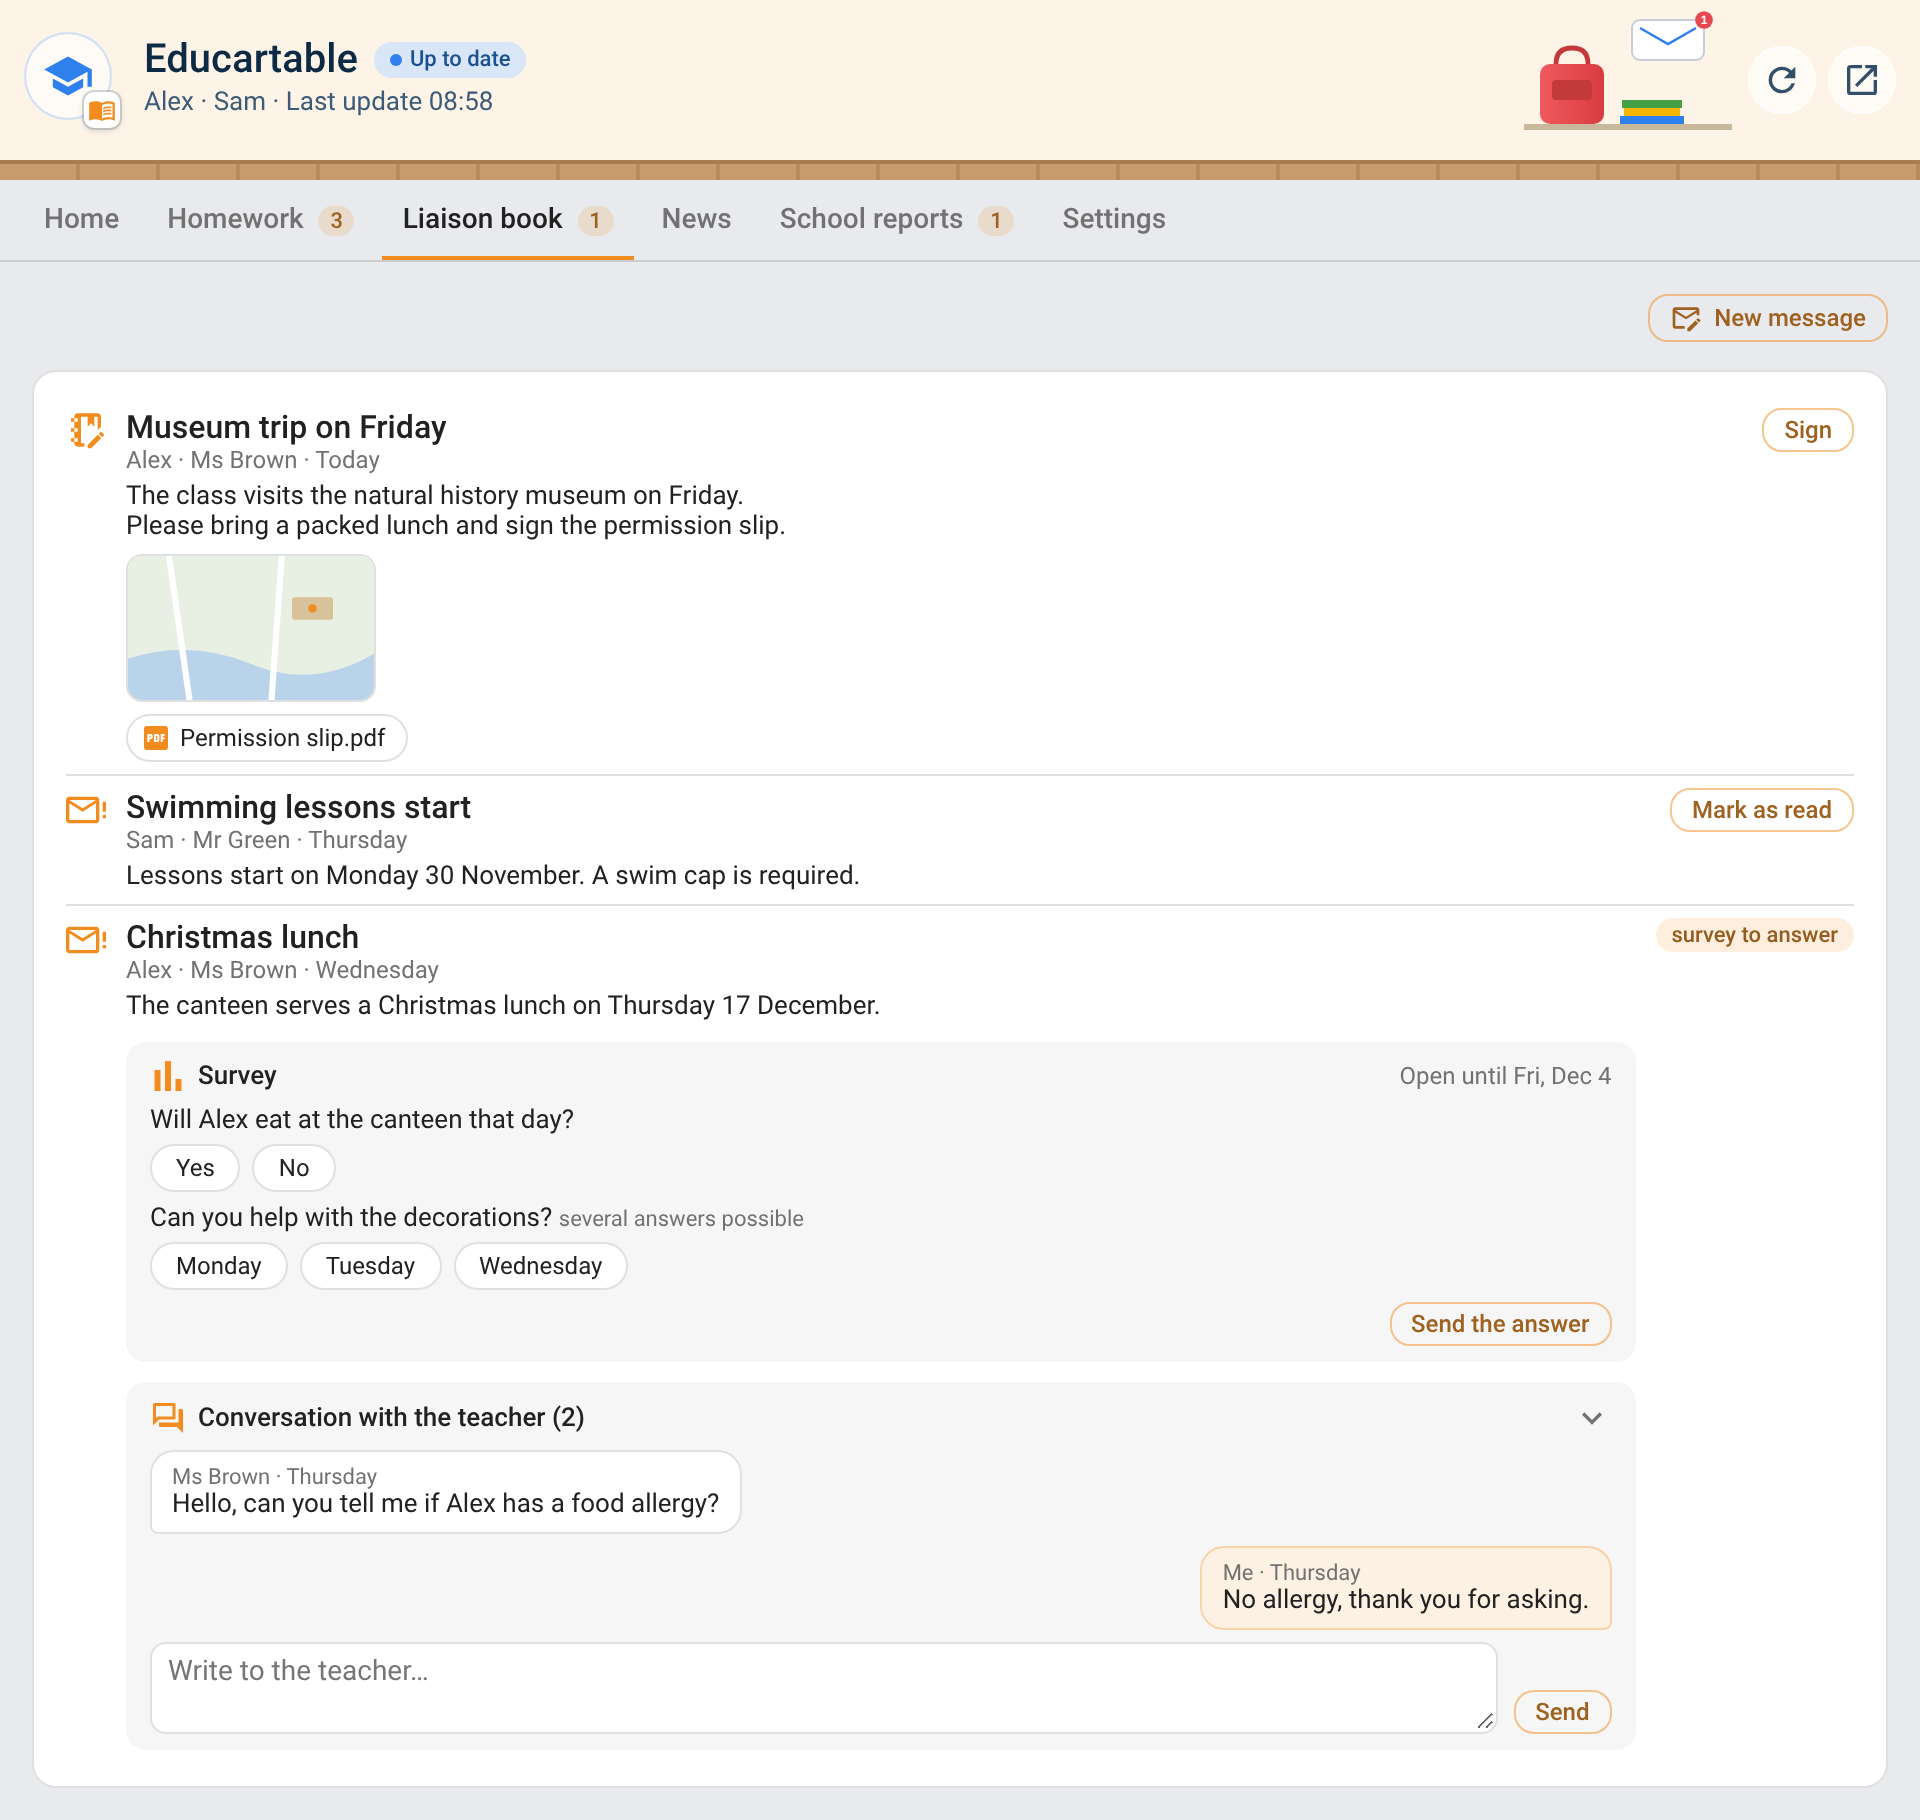 Educartable
Up to date
Alex · Sam · Last update 08:58
1
Home
Homework 3
Liaison book 1
News
School reports 1
Settings
New message
Museum trip on Friday
Sign
Alex · Ms Brown · Today
The class visits the natural history museum on Friday.
Please bring a packed lunch and sign the permission slip.
PDF Permission slip.pdf
Swimming lessons start
Mark as read
Sam · Mr Green · Thursday
Lessons start on Monday 30 November. A swim cap is required.
Christmas lunch
survey to answer
Alex · Ms Brown · Wednesday
The canteen serves a Christmas lunch on Thursday 17 December.
Survey
Open until Fri, Dec 4
Will Alex eat at the canteen that day?
Yes
No
Can you help with the decorations? several answers possible
Monday
Tuesday
Wednesday
Send the answer
Conversation with the teacher (2)
Ms Brown · Thursday
Hello, can you tell me if Alex has a food allergy?
Me · Thursday
No allergy, thank you for asking.
Write to the teacher…
Send